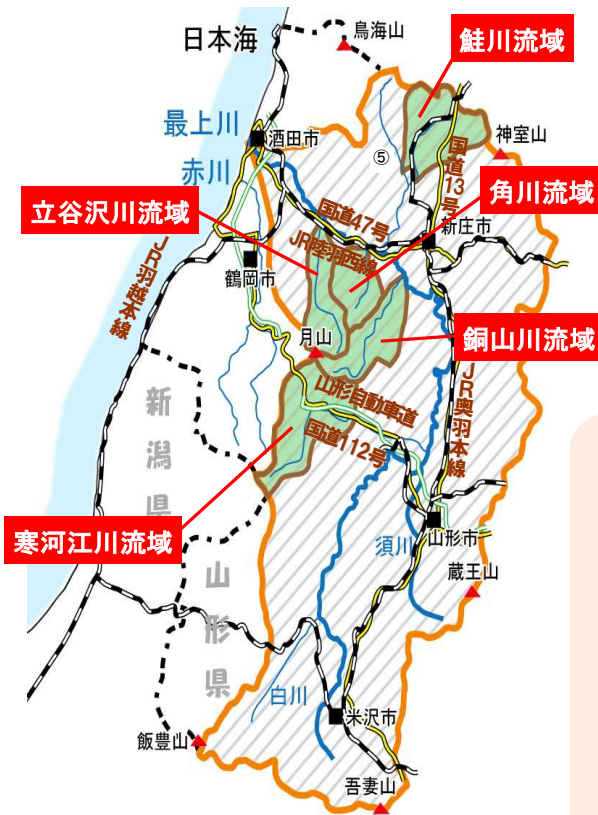 日本海
鳥海山
鮭川流域
最上川
酒田市
⑤
神室山
赤川
国道13号
角川流域
立谷沢川流域
国道47号
JR陸羽西線
新庄市
JR羽越本線
鶴岡市
月山
銅山川流域
山形自動車道
JR奥羽本線
新潟県
国道112号
寒河江川流域
須川
山形市
山形県
蔵王山
白川
米沢市
飯豊山
吾妻山